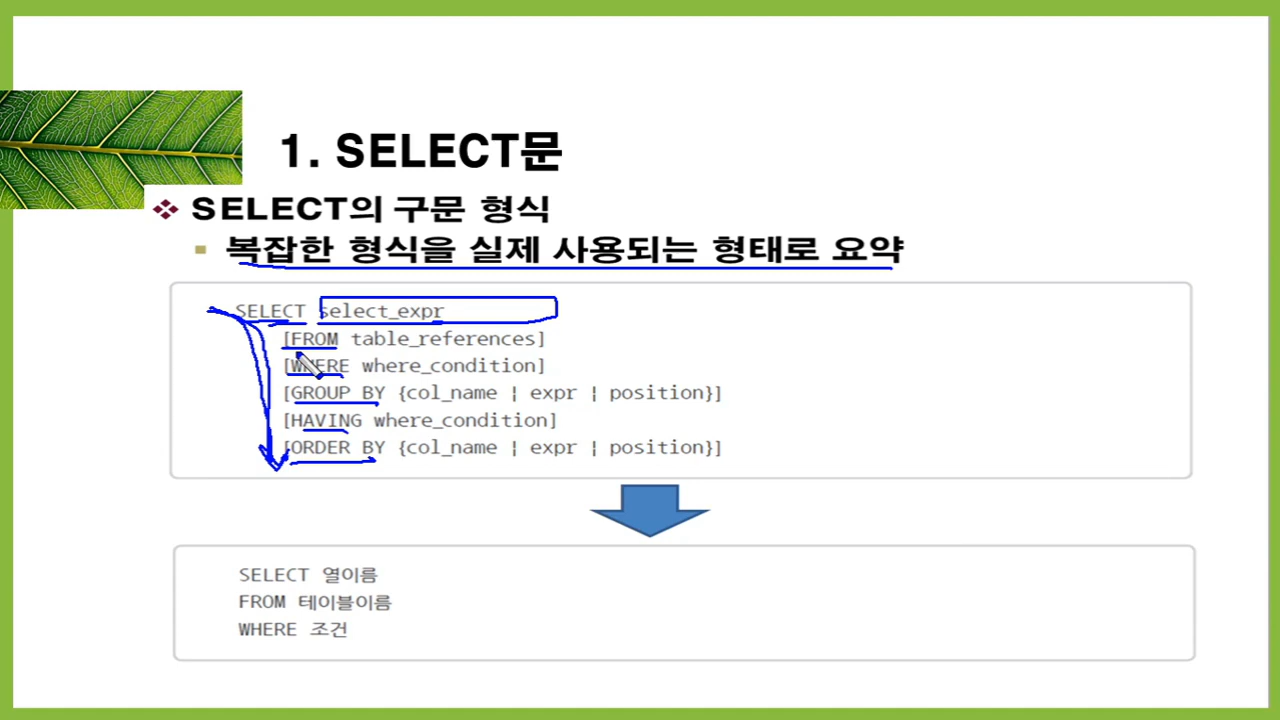 1. SELECT문
SELECT의 구문 형식
복잡한 형식을 실제 사용되는 형태로 요약
SELECT select_expr
[FROM table_references]
[WHERE where_condition]
[GROUP BY {col_name | expr | position}]
[HAVING where_condition]
[ORDER BY {col_name | expr | position}]
SELECT 열이름
FROM 테이블이름
WHERE 조건